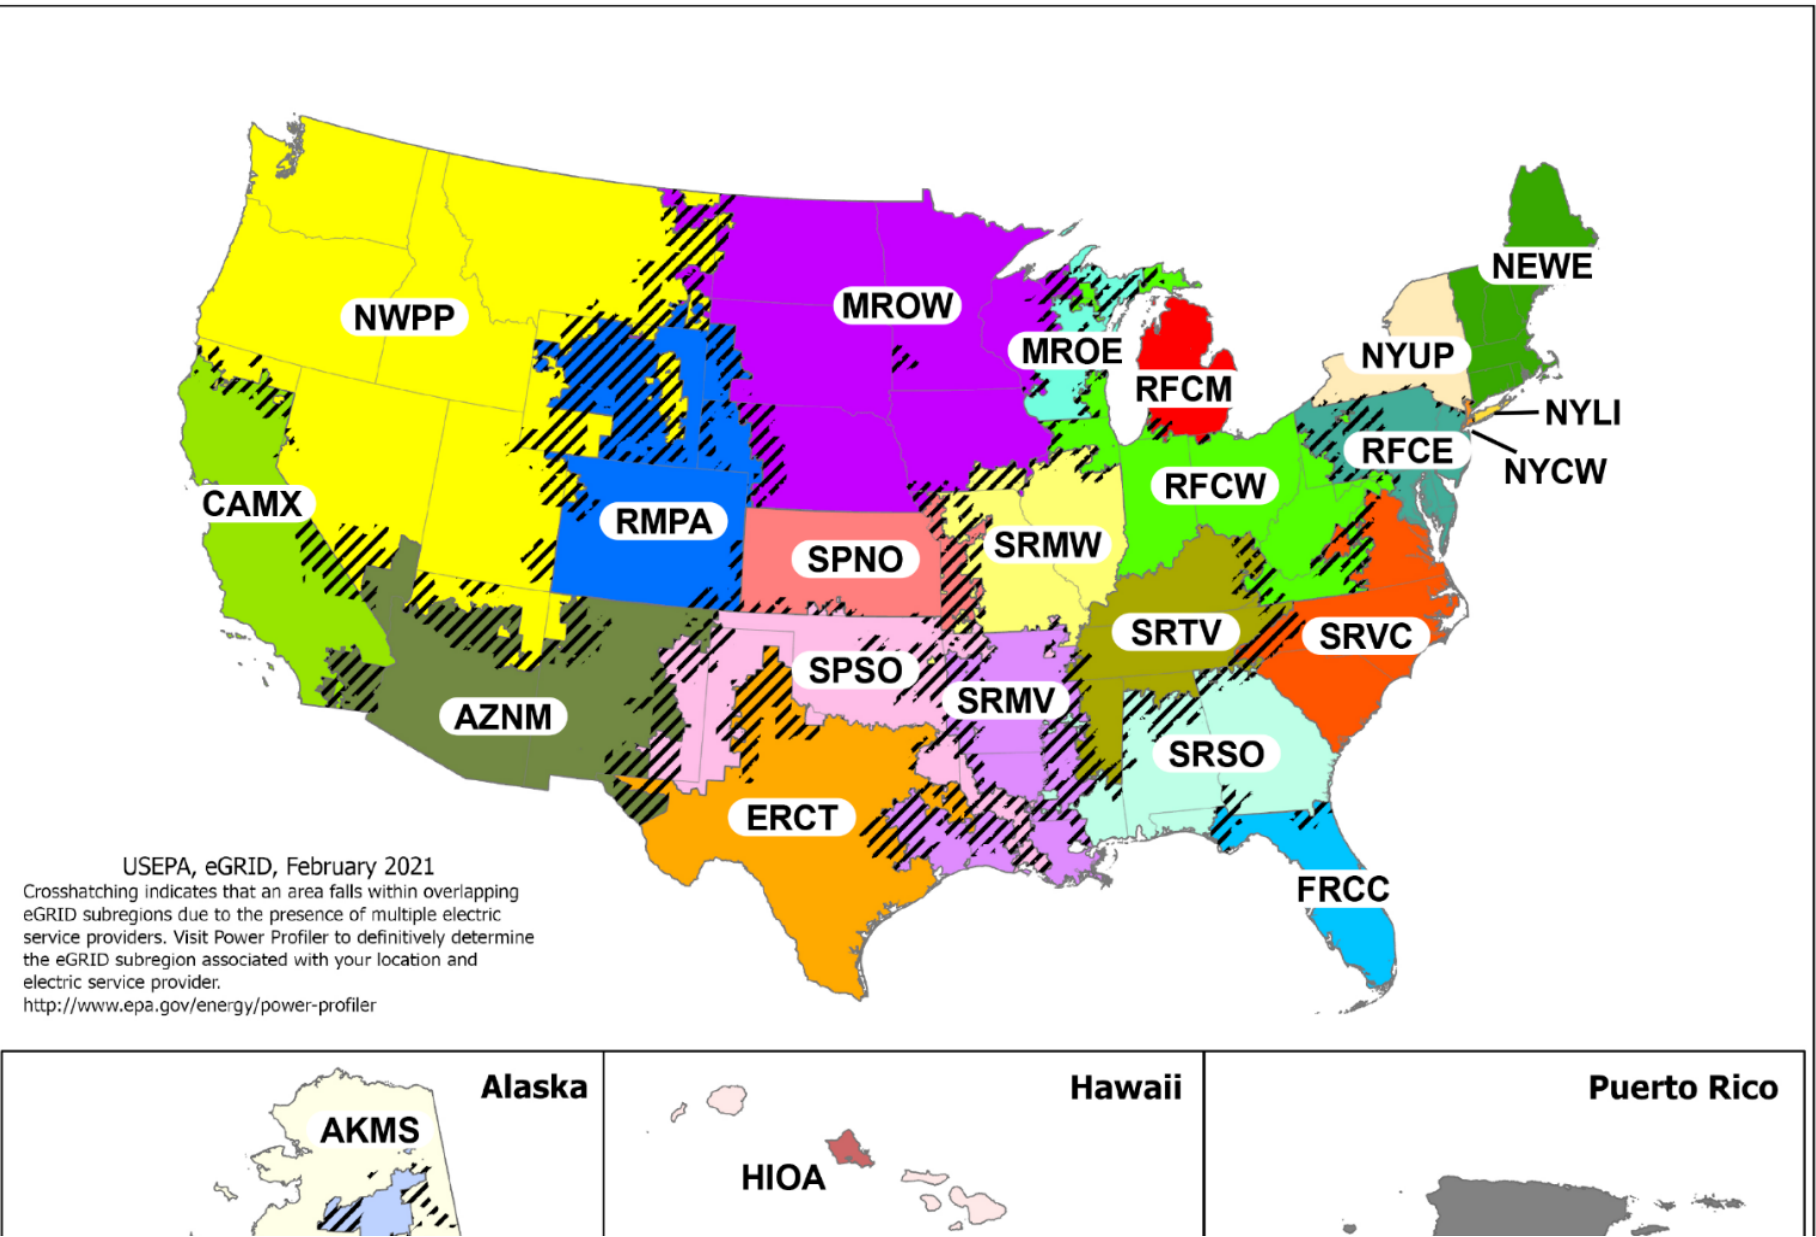 NEWE
NWPP
MROW
MROE
NYUP
RFCM
NYLI
RFCE
NYCW
CAMX
RFCW
RMPA
SPNO
SRMW
SRTV
SRVC
SPSO
SRMV
AZNM
SRSO
ERCT
FRCC
USEPA, eGRID, February 2021
Crosshatching indicates that an area falls within overlapping
eGRID subregions due to the presence of multiple electric
service providers. Visit Power Profiler to definitively determine
the eGRID subregion associated with your location and
electric service provider.
http://www.epa.gov/energy/power-profiler
Alaska
AKMS
Hawaii
HIOA
Puerto Rico